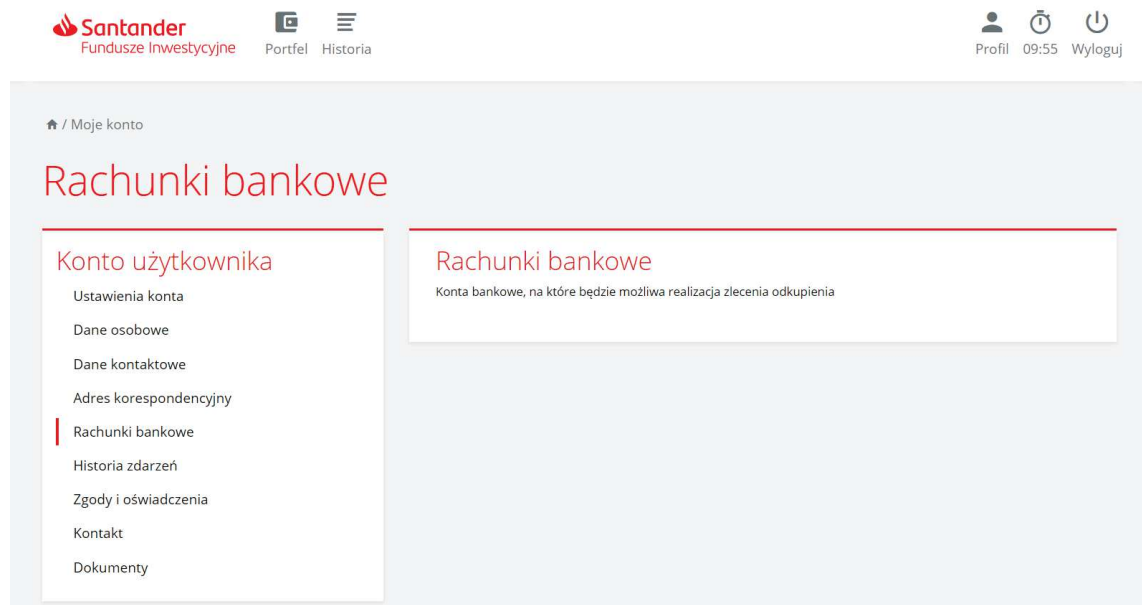 Santander
Fundusze Inwestycyjne
Portfel
Historia
Profil
09:55
Wyloguj
/ Moje konto
Rachunki bankowe
Konto użytkownika
Ustawienia konta
Dane osobowe
Dane kontaktowe
Adres korespondencyjny
Rachunki bankowe
Historia zdarzeń
Zgody i oświadczenia
Kontakt
Dokumenty
Rachunki bankowe
Konta bankowe, na które będzie możliwa realizacja zlecenia odkupienia